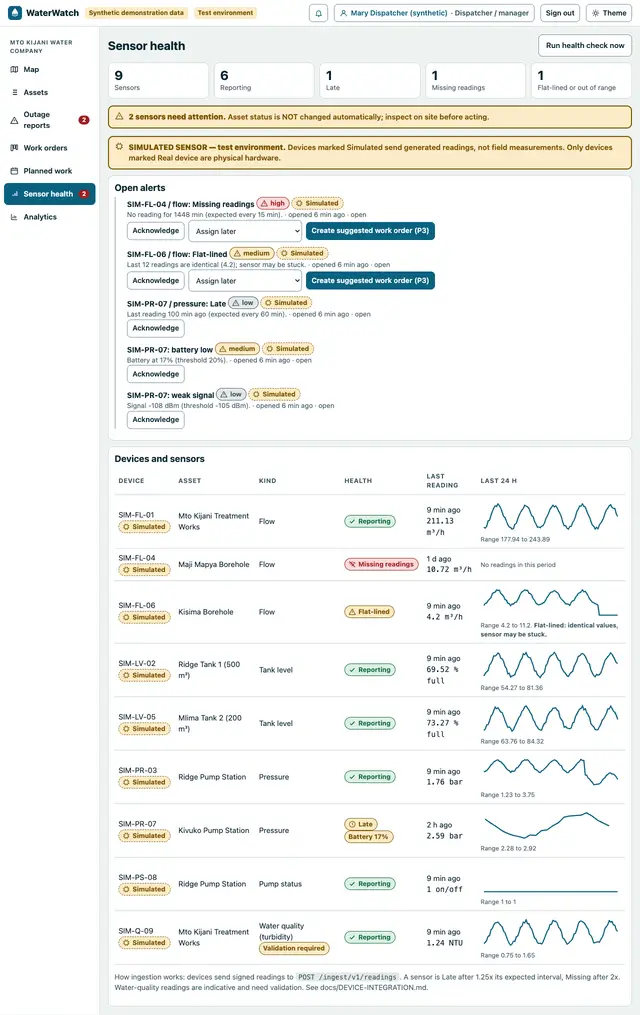 WaterWatch
Synthetic demonstration data
Test environment
Mary Dispatcher (synthetic) · Dispatcher / manager
Sign out
Theme
MTO KIJANI WATER
COMPANY
Map
Assets
Outage
reports
2
Work orders
Planned work
Sensor health
2
Analytics
Sensor health
Run health check now
9
Sensors
6
Reporting
1
Late
1
Missing readings
1
Flat-lined or out of range
2 sensors need attention. Asset status is NOT changed automatically; inspect on site before acting.
SIMULATED SENSOR — test environment. Devices marked Simulated send generated readings, not field measurements. Only devices
marked Real device are physical hardware.
Open alerts
SIM-FL-04 / flow: Missing readings high Simulated
No reading for 1448 min (expected every 15 min). · opened 6 min ago · open
Acknowledge Assign later Create suggested work order (P3)
SIM-FL-06 / flow: Flat-lined medium Simulated
Last 12 readings are identical (4.2); sensor may be stuck. · opened 6 min ago · open
Acknowledge Assign later Create suggested work order (P3)
SIM-PR-07 / pressure: Late low Simulated
Last reading 100 min ago (expected every 60 min). · opened 6 min ago · open
Acknowledge
SIM-PR-07: battery low medium Simulated
Battery at 17% (threshold 20%). · opened 6 min ago · open
Acknowledge
SIM-PR-07: weak signal low Simulated
Signal -108 dBm (threshold -105 dBm). · opened 6 min ago · open
Acknowledge
Devices and sensors
DEVICE ASSET KIND HEALTH LAST READING LAST 24 H
SIM-FL-01
Simulated
Mto Kijani Treatment
Works
Flow
Reporting
9 min ago
211.13
m³/h
Range 177.94 to 243.89
SIM-FL-04
Simulated
Maji Mapya Borehole
Flow
Missing readings
1 d ago
10.72 m³/h
No readings in this period
SIM-FL-06
Simulated
Kisima Borehole
Flow
Flat-lined
9 min ago
4.2 m³/h
Range 4.2 to 11.2. Flat-lined: identical values,
sensor may be stuck.
SIM-LV-02
Simulated
Ridge Tank 1 (500
m³)
Tank level
Reporting
9 min ago
69.52 %
full
Range 54.27 to 81.36
SIM-LV-05
Simulated
Mlima Tank 2 (200
m³)
Tank level
Reporting
9 min ago
73.27 %
full
Range 63.76 to 84.32
SIM-PR-03
Simulated
Ridge Pump Station
Pressure
Reporting
9 min ago
1.76 bar
Range 1.23 to 3.75
SIM-PR-07
Simulated
Kivuko Pump Station
Pressure
Late
Battery 17%
2 h ago
2.59 bar
Range 2.28 to 2.92
SIM-PS-08
Simulated
Ridge Pump Station
Pump status
Reporting
9 min ago
1 on/off
Range 1 to 1
SIM-Q-09
Simulated
Mto Kijani Treatment
Works
Water quality
(turbidity)
Validation required
Reporting
9 min ago
1.24 NTU
Range 0.75 to 1.65
How ingestion works: devices send signed readings to POST /ingest/v1/readings. A sensor is Late after 1.25x its expected interval, Missing after 2x.
Water-quality readings are indicative and need validation. See docs/DEVICE-INTEGRATION.md.